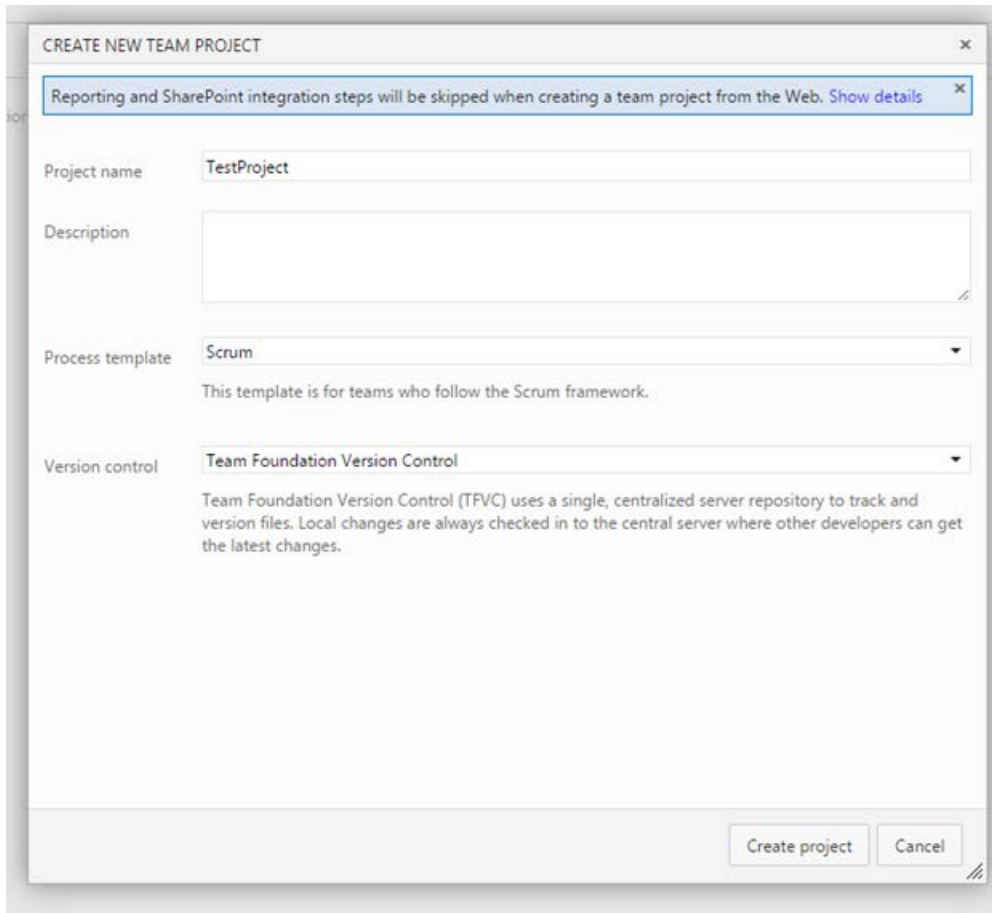 CREATE NEW TEAM PROJECT
Reporting and SharePoint integration steps will be skipped when creating a team project from the Web. Show details
Project name
TestProject
Description
Process template
Scrum
This template is for teams who follow the Scrum framework.
Version control
Team Foundation Version Control
Team Foundation Version Control (TFVC) uses a single, centralized server repository to track and
version files. Local changes are always checked in to the central server where other developers can get
the latest changes.
Create project
Cancel